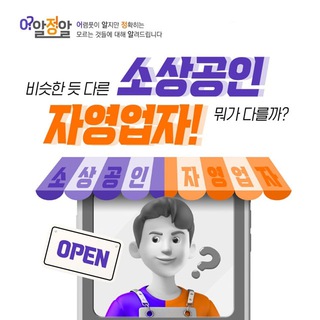 어?알정알
어렴풋이 알지만 정확히는
모르는 것들에 대해 알려드립니다
비슷한 듯 다른 소상공인
자영업자! 뭐가 다를까?
소상공인 자영업자
OPEN
?